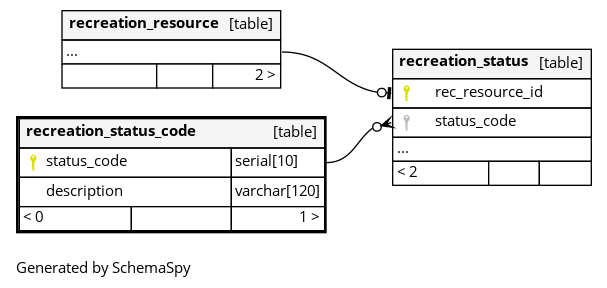 recreation_resource [table]
...
2 >
recreation_status [table]
rec_resource_id
status_code
...
< 2
recreation_status_code [table]
status_code serial[10]
description varchar[120]
< 0 1 >
Generated by SchemaSpy